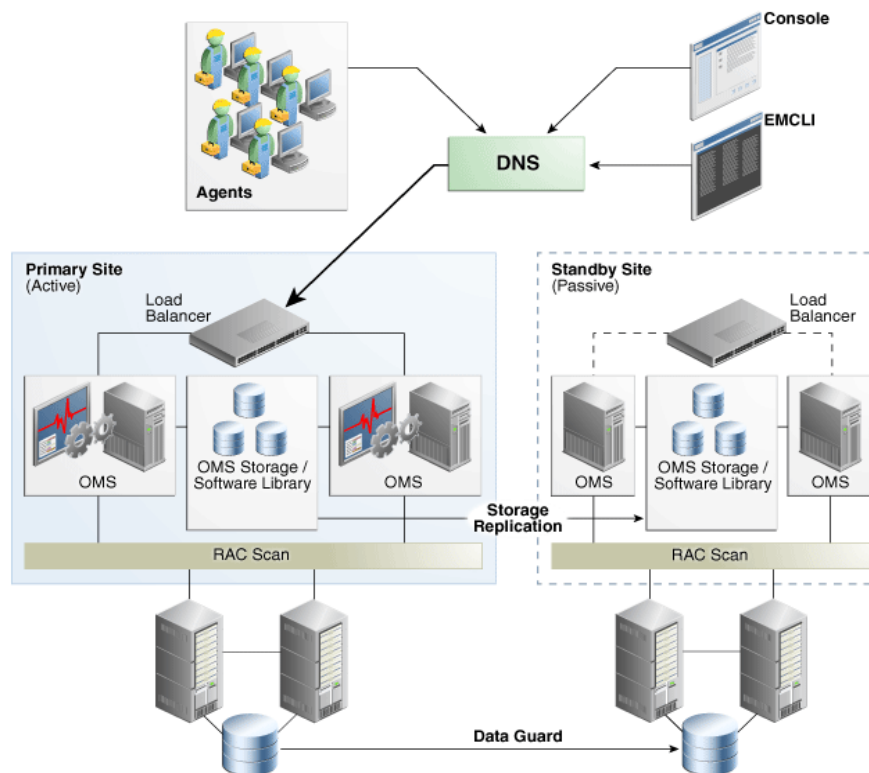 Console
EMCLI
Agents
DNS
Primary Site
(Active)
Load
Balancer
OMS
OMS Storage /
Software Library
OMS
Storage
Replication
RAC Scan
Standby Site
(Passive)
Load
Balancer
OMS
OMS Storage /
Software Library
OMS
RAC Scan
Data Guard